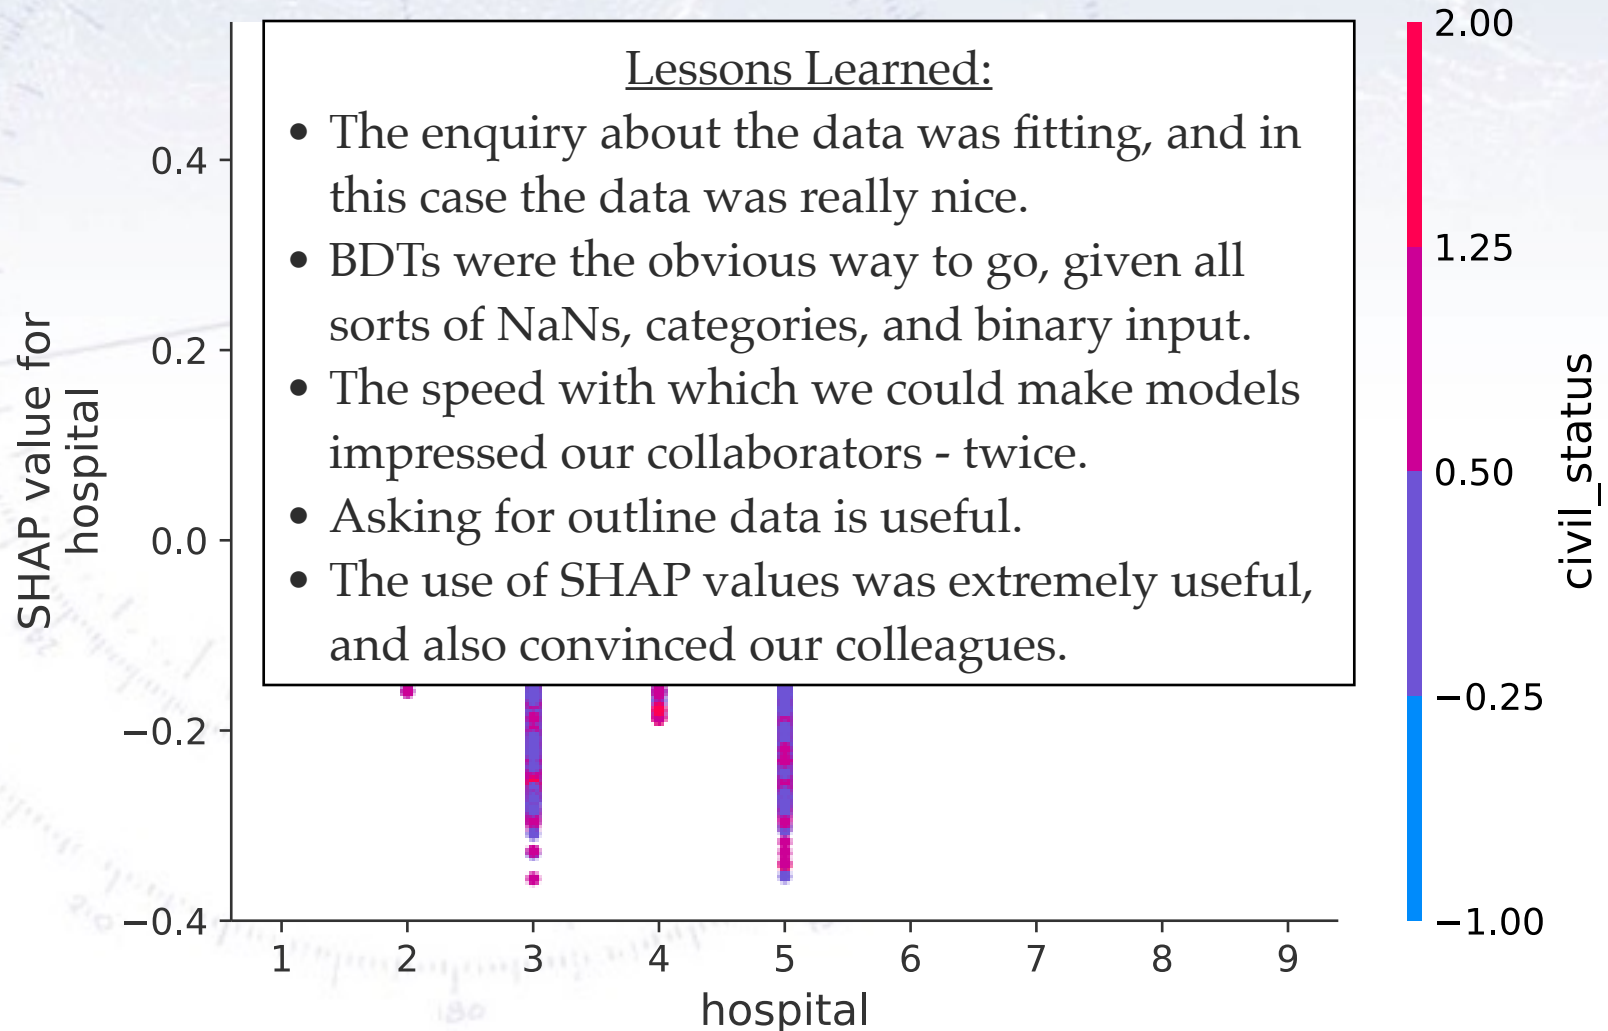 Lessons Learned:
• The enquiry about the data was fitting, and in
this case the data was really nice.
• BDTs were the obvious way to go, given all
sorts of NaNs, categories, and binary input.
• The speed with which we could make models
impressed our collaborators - twice.
• Asking for outline data is useful.
• The use of SHAP values was extremely useful,
and also convinced our colleagues.
SHAP value for
hospital
0.4
0.2
0.0
−0.2
−0.4
1 2 3 4 5 6 7 8 9
hospital
2.00
1.25
0.50
−0.25
−1.00
civil_status
210
180